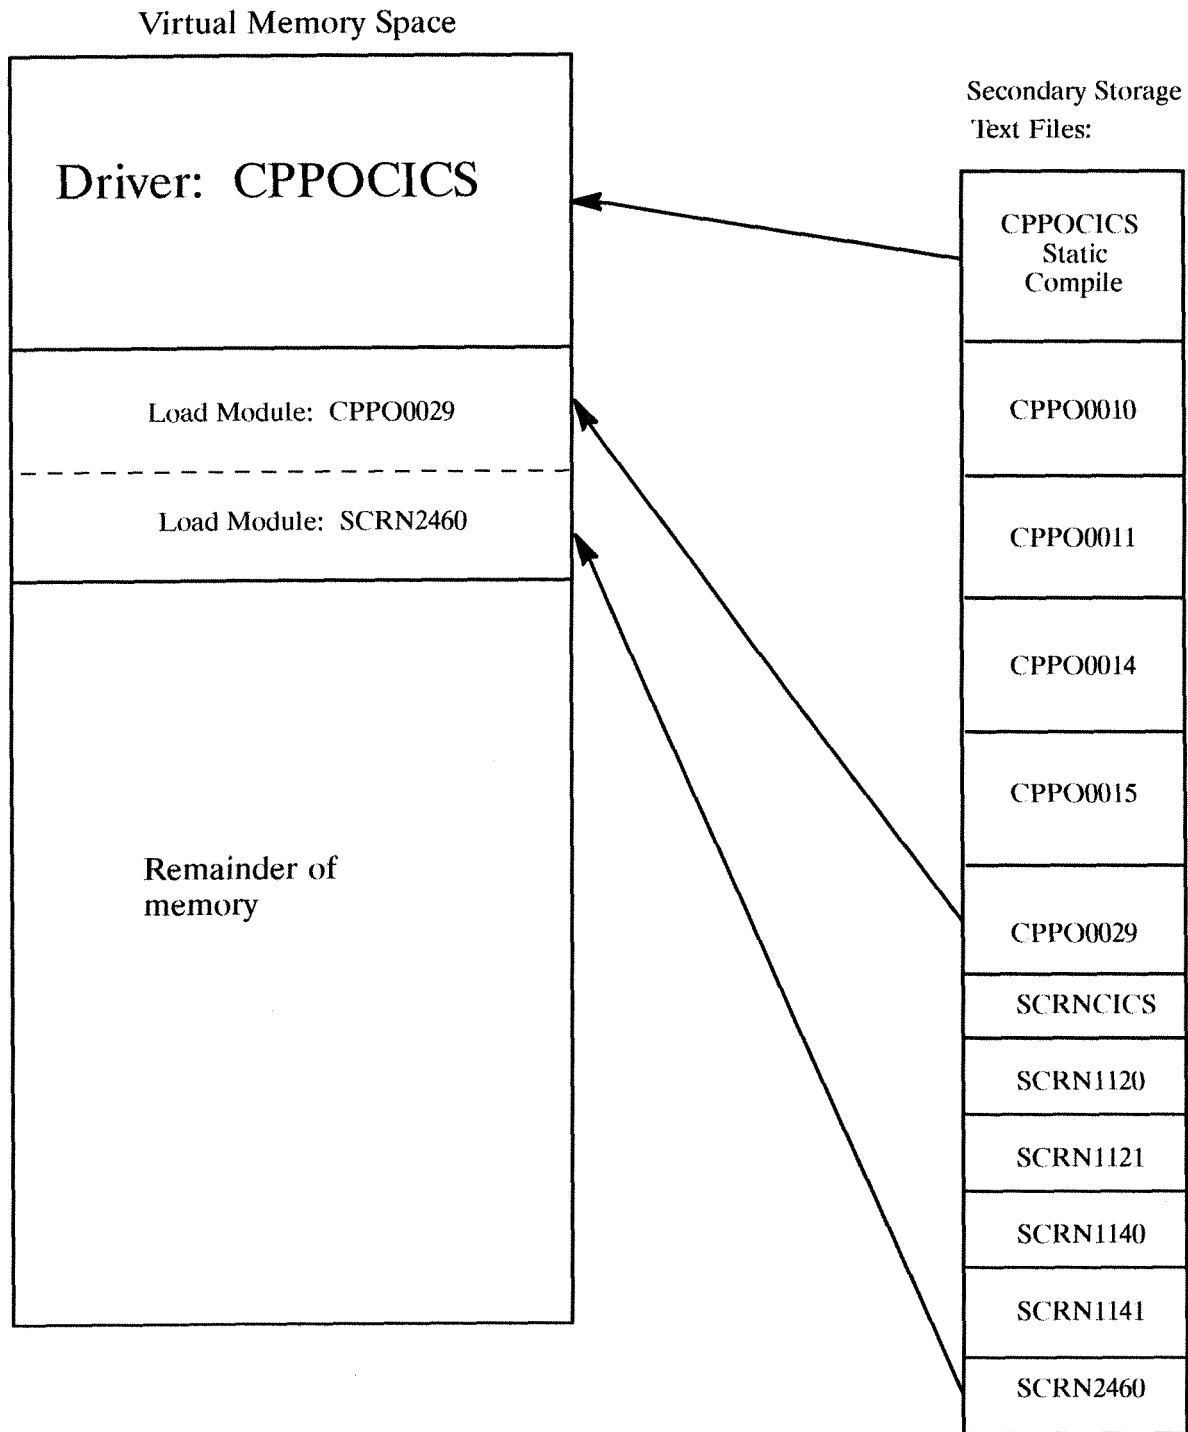 Virtual Memory Space
Driver: CPPOCICS
Load Module: CPPO0029
Load Module: SCRN2460
Remainder of
memory
Secondary Storage
Text Files:
CPPOCICS
Static
Compile
CPPO0010
CPPO0011
CPPO0014
CPPO0015
CPPO0029
SCRNCICS
SCRN1120
SCRN1121
SCRN1140
SCRN1141
SCRN2460